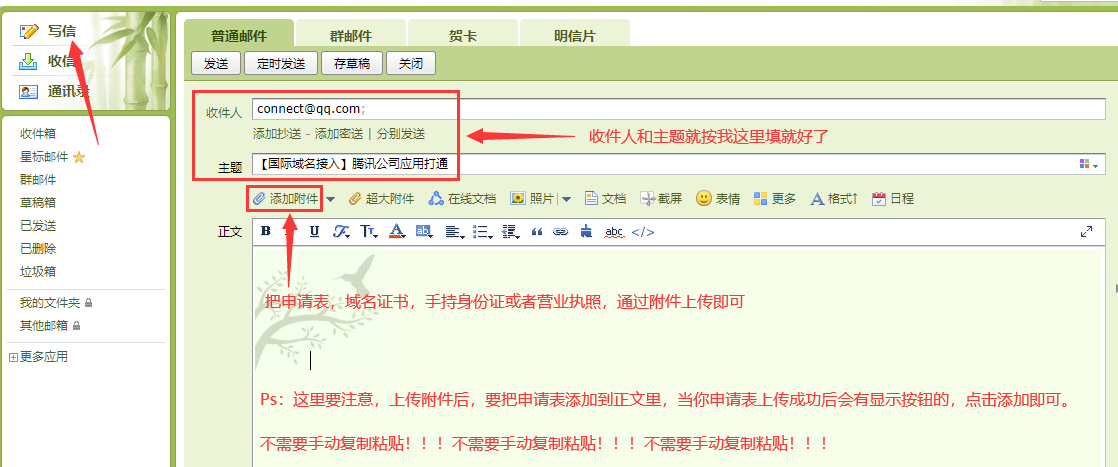 写信
收信
通讯录
收件箱
星标邮件
群邮件
草稿箱
已发送
已删除
垃圾箱
我的文件夹
其他邮箱
更多应用
普通邮件 群邮件 贺卡 明信片
发送 定时发送 存草稿 关闭
收件人 connect@qq.com;
添加抄送 - 添加密送 | 分别发送
收件人和主题就按我这里填就好了
主题 【国际域名接入】腾讯公司应用打通
添加附件 超大附件 在线文档 照片 文档 截屏 表情 更多 格式↑ 日程
正文 B U abc </>
把申请表，域名证书，手持身份证或者营业执照，通过附件上传即可
Ps：这里要注意，上传附件后，要把申请表添加到正文里，当你申请表上传成功后会有显示按钮的，点击添加即可。
不需要手动复制粘贴！！！不需要手动复制粘贴！！！不需要手动复制粘贴！！！